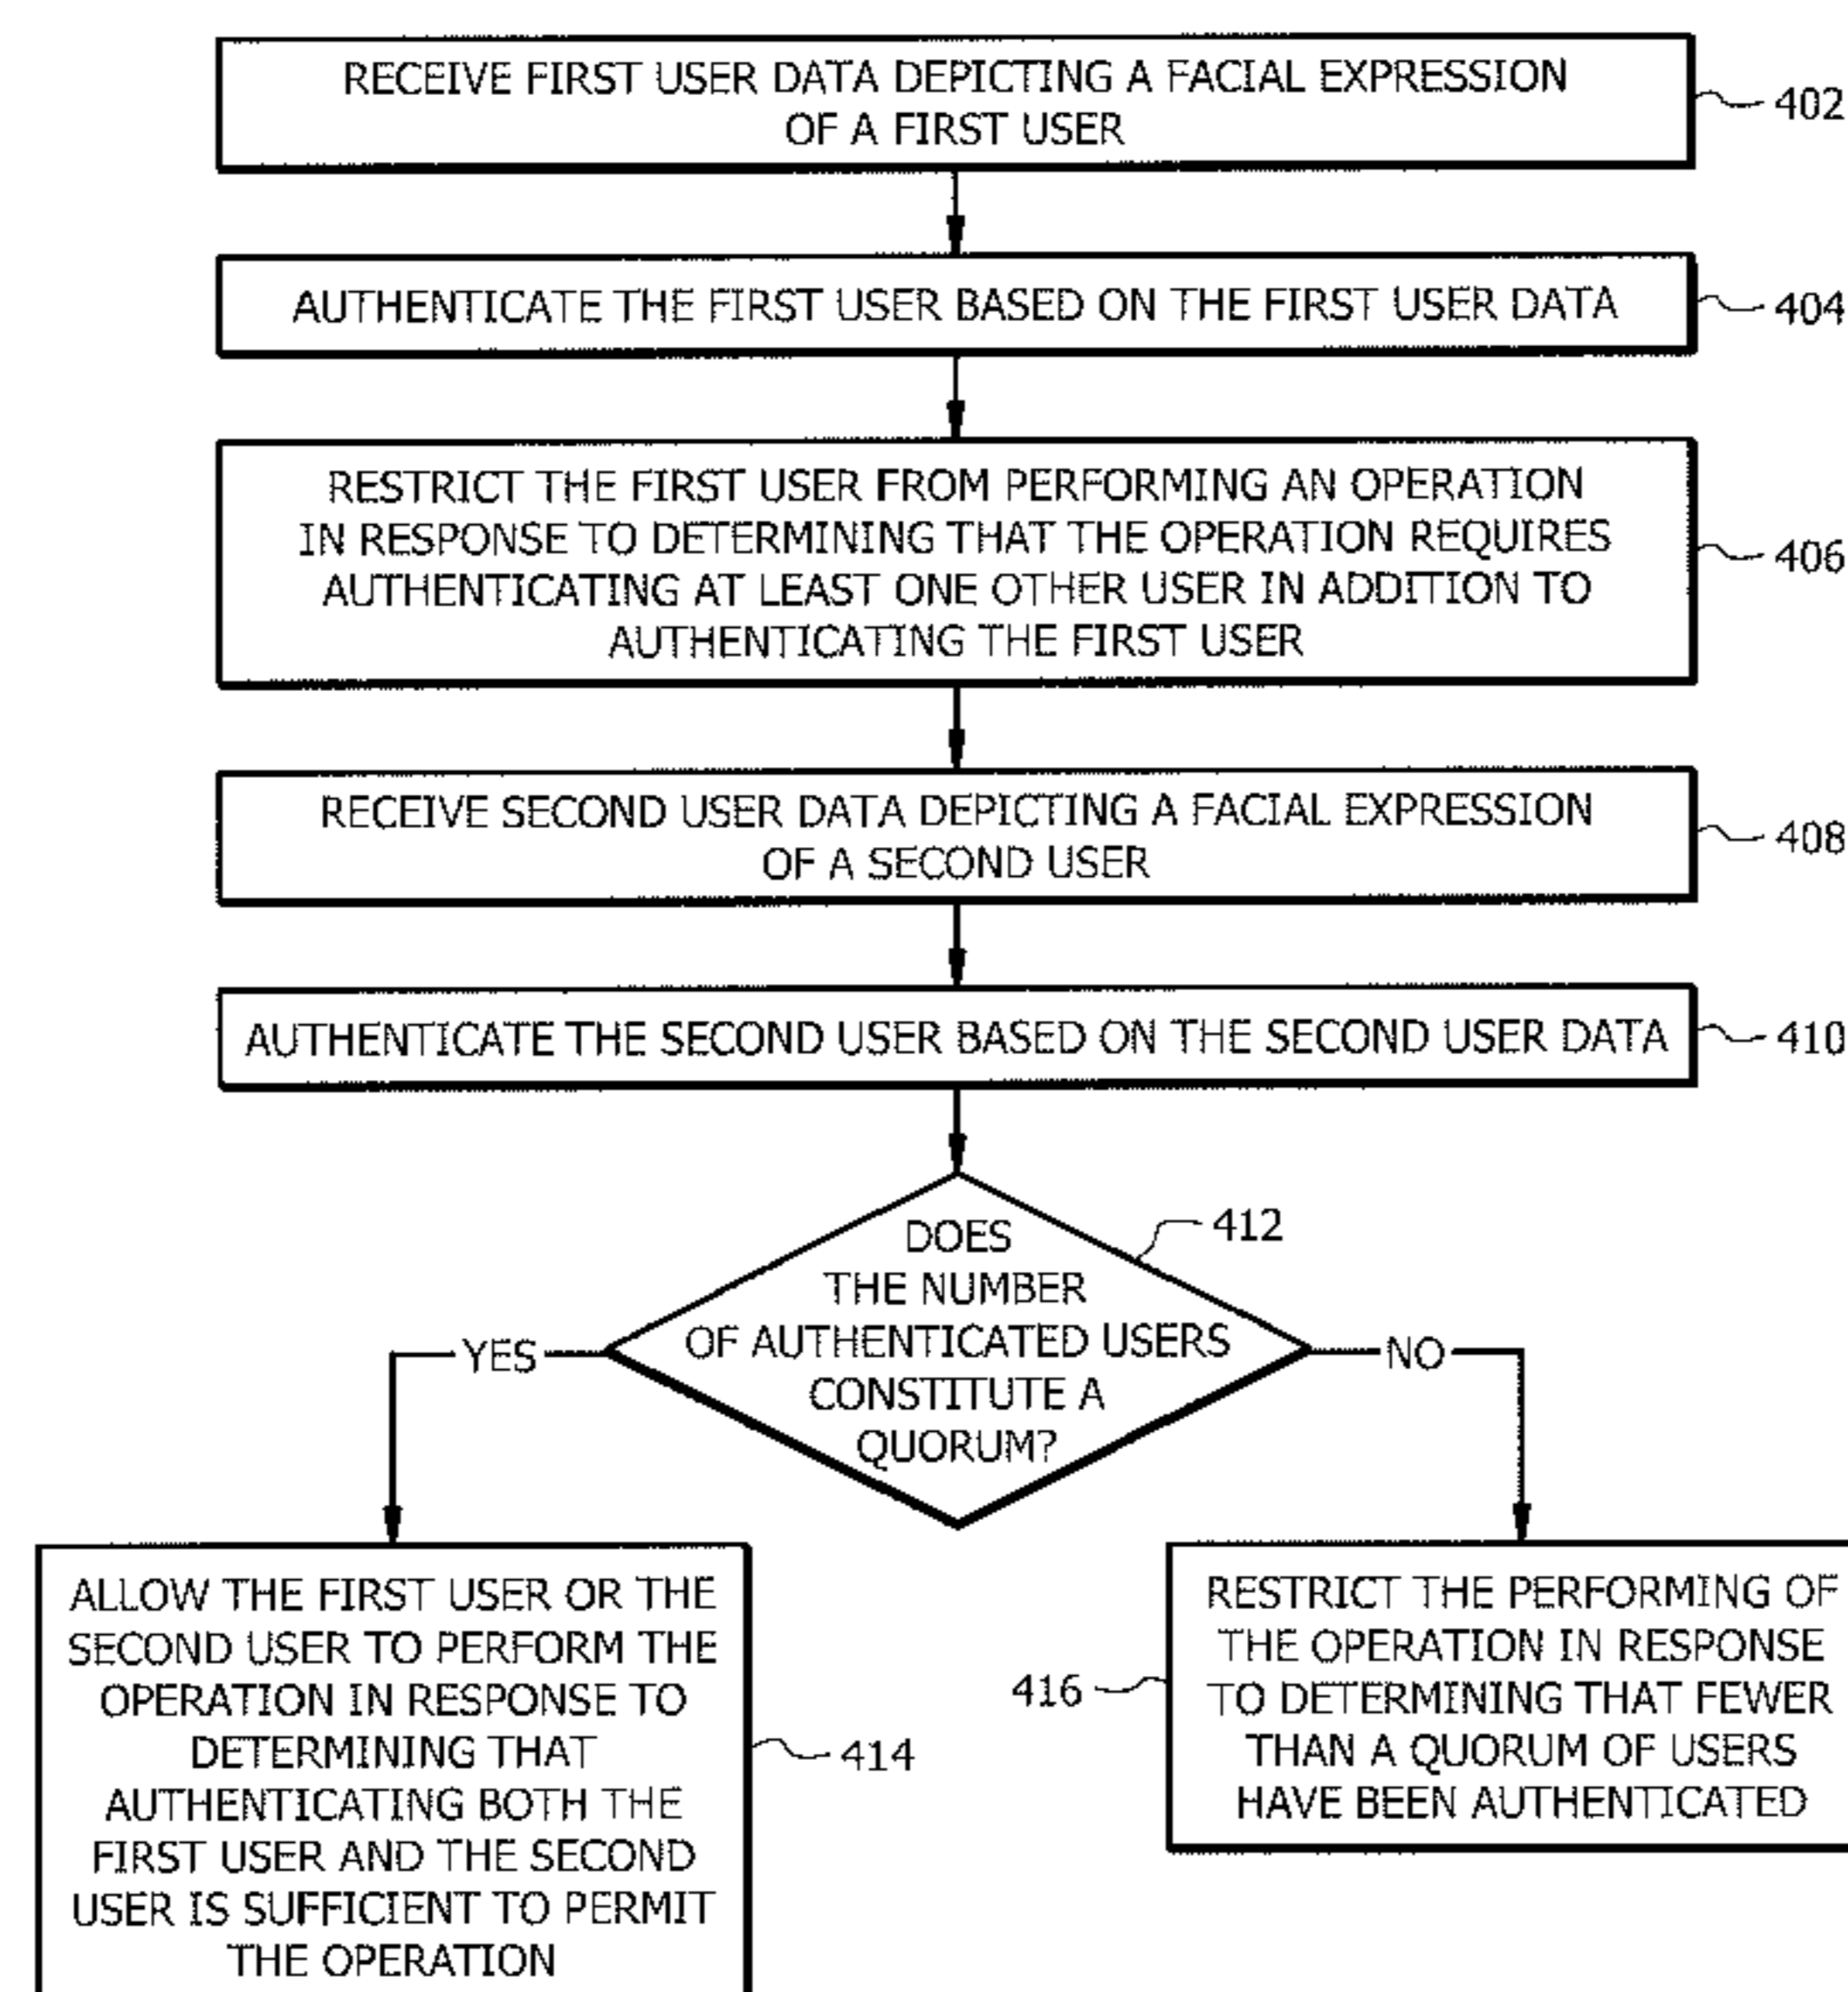 RECEIVE FIRST USER DATA DEPICTING A FACIAL EXPRESSION
OF A FIRST USER
402
AUTHENTICATE THE FIRST USER BASED ON THE FIRST USER DATA
404
RESTRICT THE FIRST USER FROM PERFORMING AN OPERATION
IN RESPONSE TO DETERMINING THAT THE OPERATION REQUIRES
AUTHENTICATING AT LEAST ONE OTHER USER IN ADDITION TO
AUTHENTICATING THE FIRST USER
406
RECEIVE SECOND USER DATA DEPICTING A FACIAL EXPRESSION
OF A SECOND USER
408
AUTHENTICATE THE SECOND USER BASED ON THE SECOND USER DATA
410
DOES
THE NUMBER
OF AUTHENTICATED USERS
CONSTITUTE A
QUORUM?
412
YES
NO
ALLOW THE FIRST USER OR THE
SECOND USER TO PERFORM THE
OPERATION IN RESPONSE TO
DETERMINING THAT
AUTHENTICATING BOTH THE
FIRST USER AND THE SECOND
USER IS SUFFICIENT TO PERMIT
THE OPERATION
414
RESTRICT THE PERFORMING OF
THE OPERATION IN RESPONSE
TO DETERMINING THAT FEWER
THAN A QUORUM OF USERS
HAVE BEEN AUTHENTICATED
416